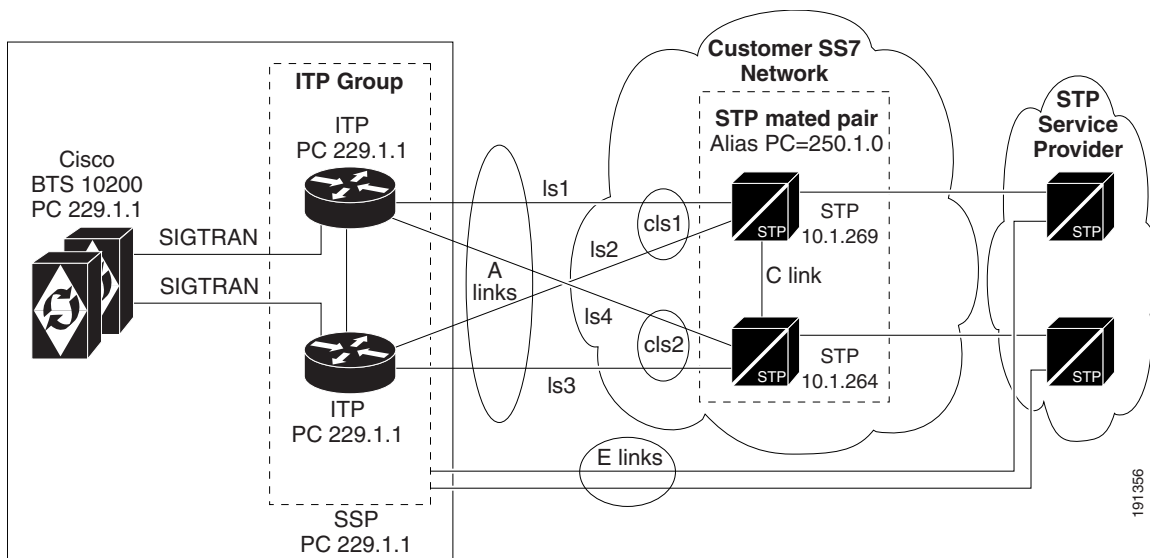 Customer SS7
Network
ITP Group
STP mated pair
Alias PC=250.1.0
STP
Service
Provider
ITP
PC 229.1.1
Cisco
BTS 10200
PC 229.1.1
ls1
cls1
STP
STP
10.1.269
STP
SIGTRAN
ls2
SIGTRAN
A
links
C link
ls4
cls2
STP
STP
10.1.264
STP
ls3
ITP
PC 229.1.1
E links
SSP
PC 229.1.1
191356